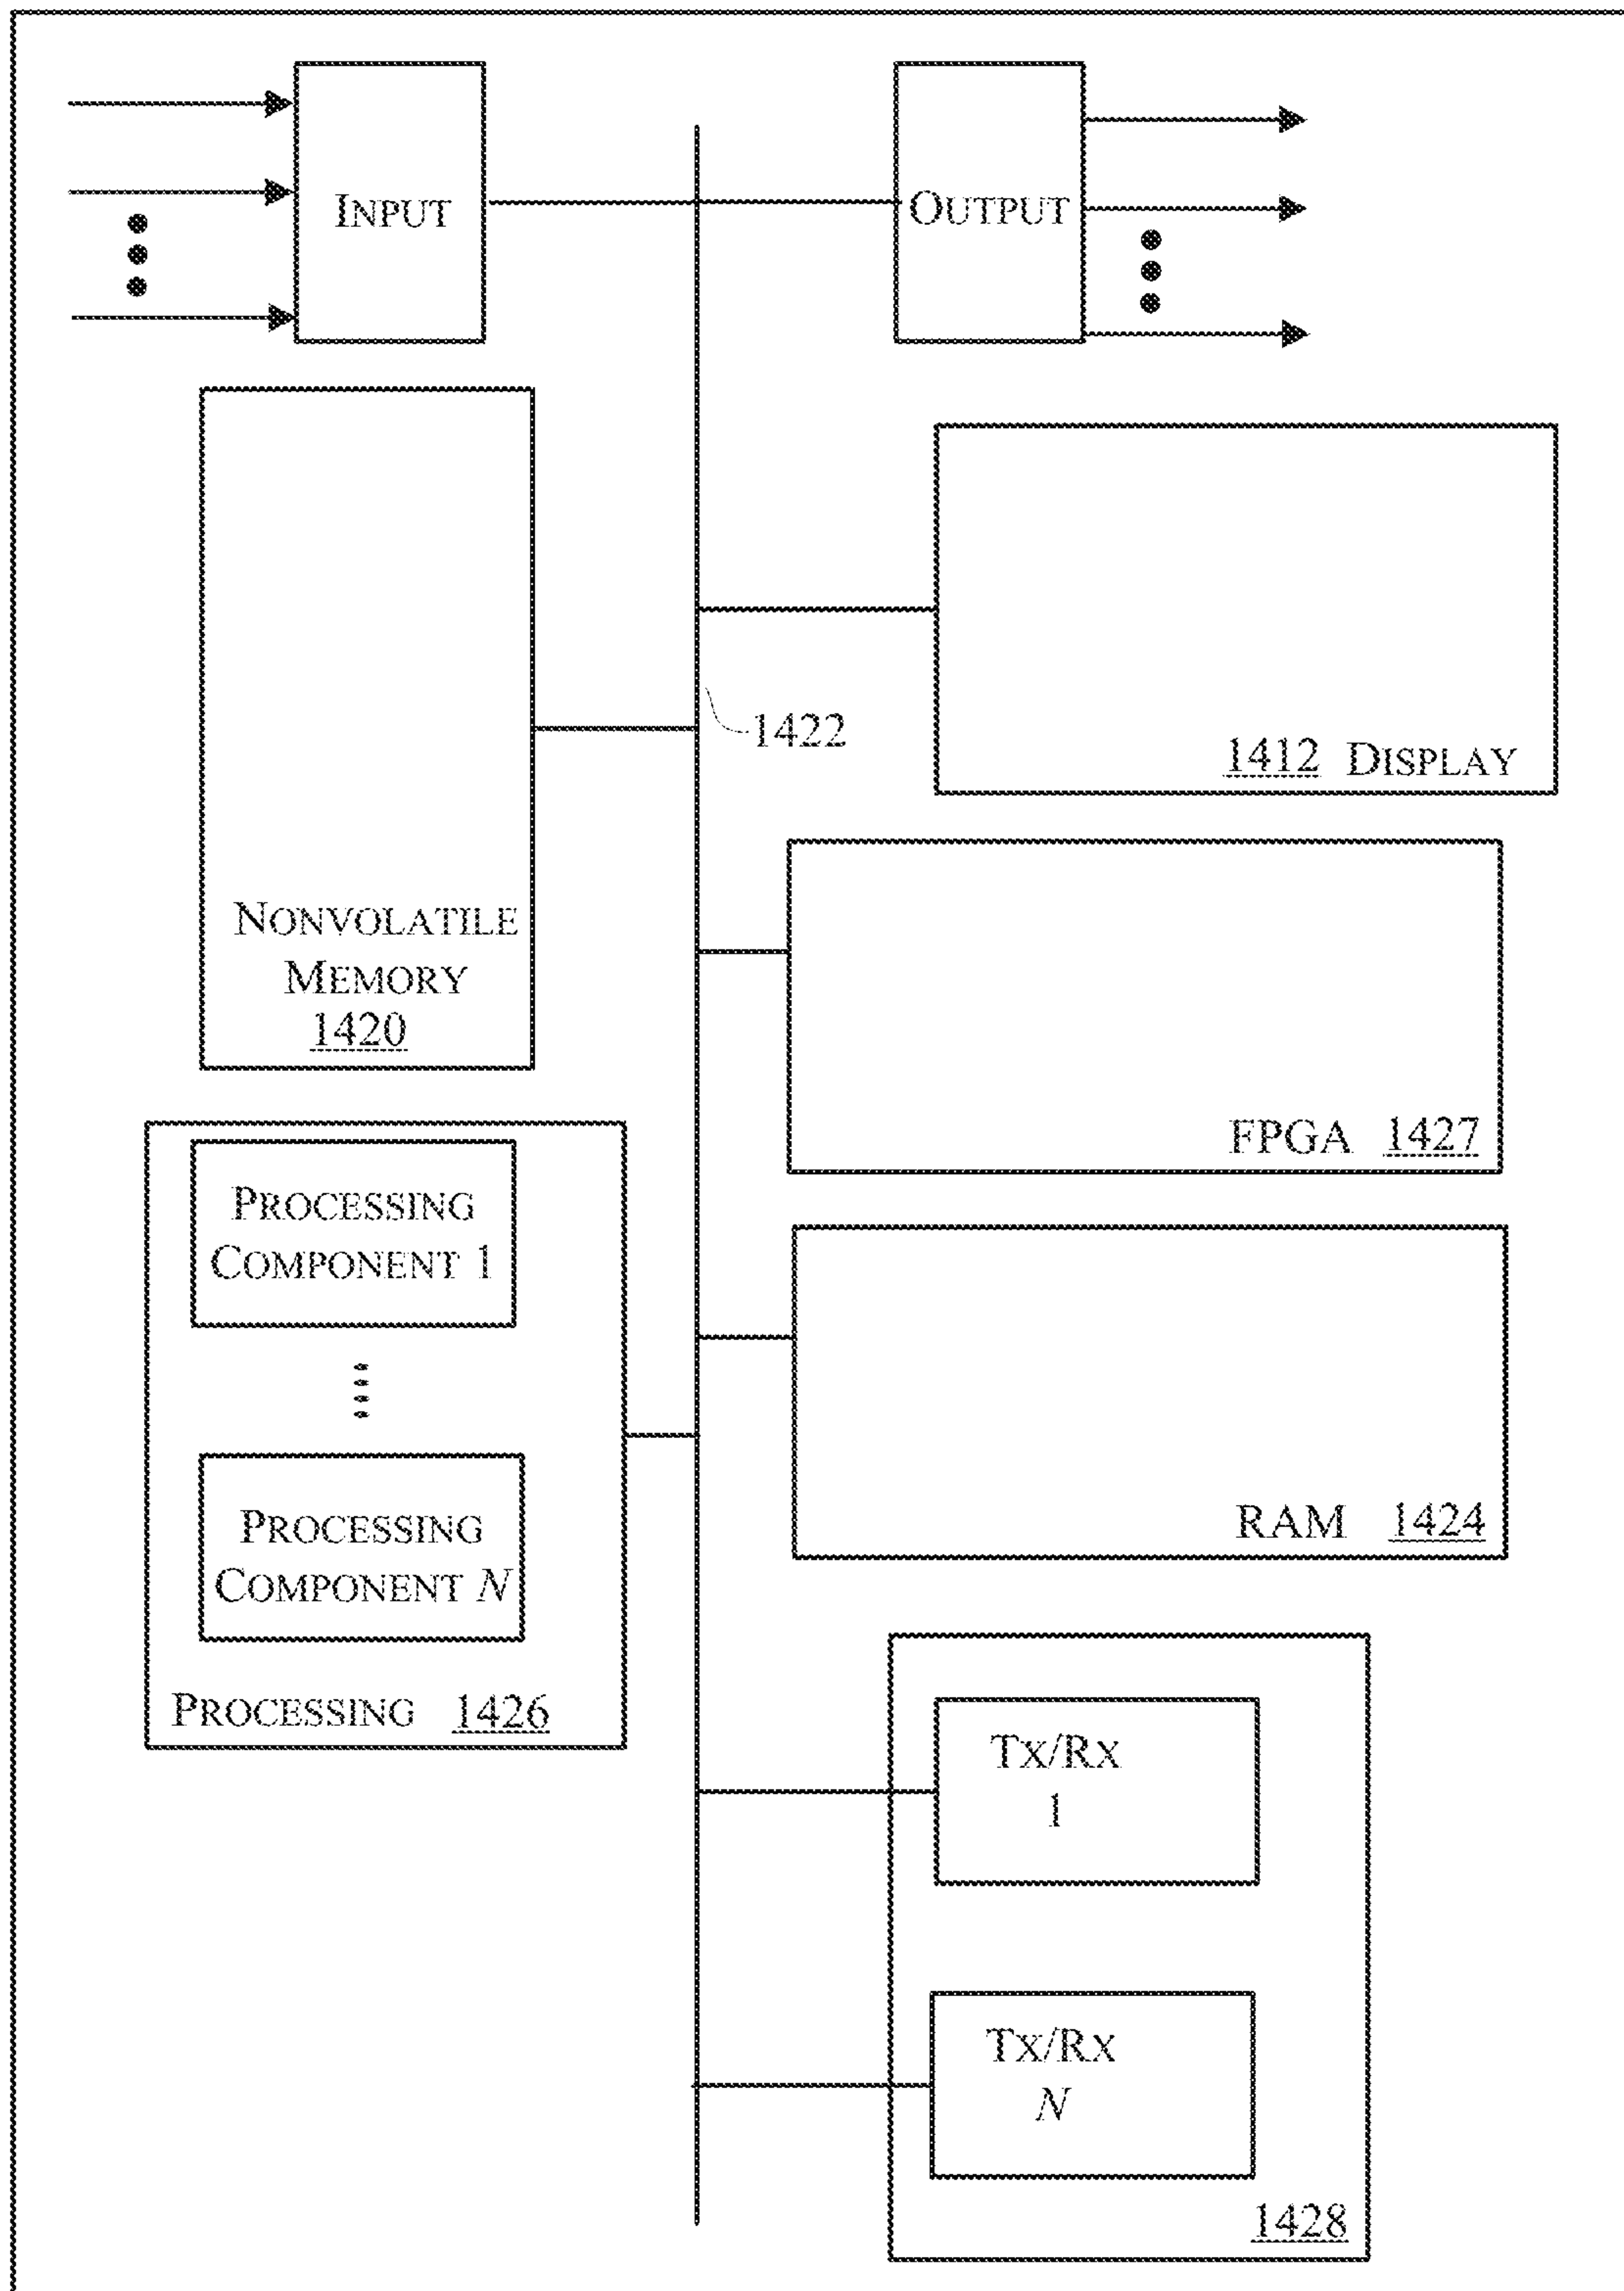 INPUT
OUTPUT
1422
1412 DISPLAY
NONVOLATILE
MEMORY
1420
FPGA 1427
PROCESSING
COMPONENT 1
RAM 1424
PROCESSING
COMPONENT N
PROCESSING 1426
TX/RX
1
TX/RX
N
1428